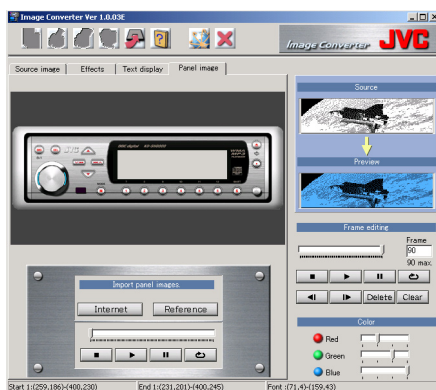 Image Converter Ver 1.0.03E
Image Converter JVC
Source image Effects Text display Panel image
Source
JVC
Preview
Frame editing
Frame
90
90 max.
Import panel images.
Internet Reference
Delete Clear
Color
Red
Green
Blue
Start 1:(259,186)-(400,230) End 1:(231,201)-(400,245) Font :(71,4)-(159,43)